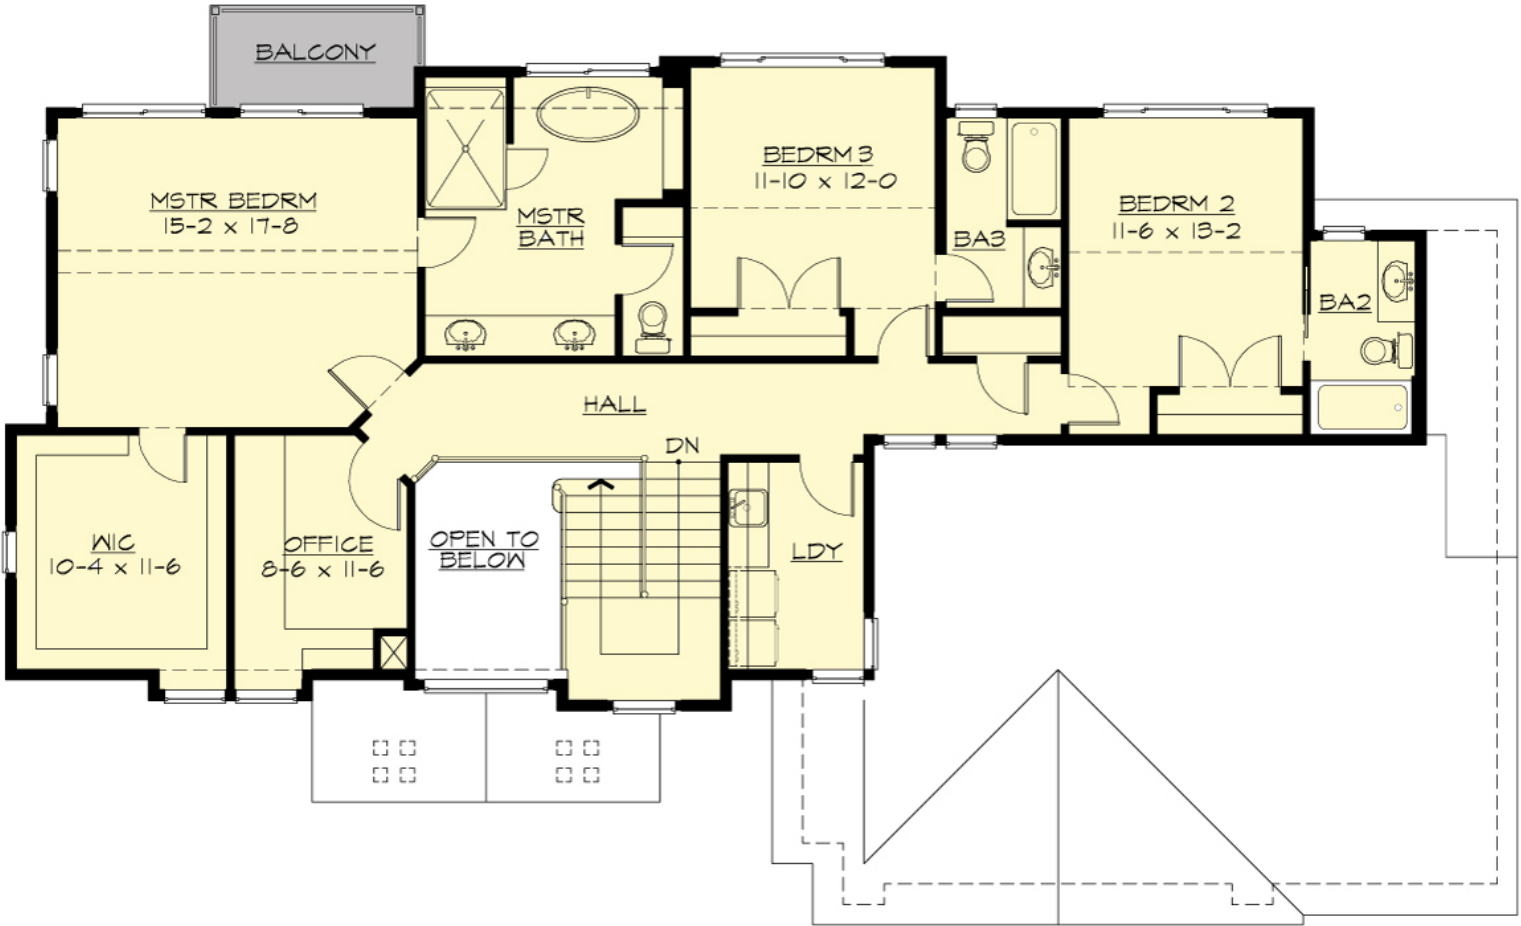 BALCONY
MSTR BEDRM
15-2 x 17-8
MSTR
BATH
BEDRM 3
11-10 x 12-0
BA3
BEDRM 2
11-6 x 13-2
BA2
HALL
DN
WIC
10-4 x 11-6
OFFICE
8-6 x 11-6
OPEN TO
BELOW
LDY